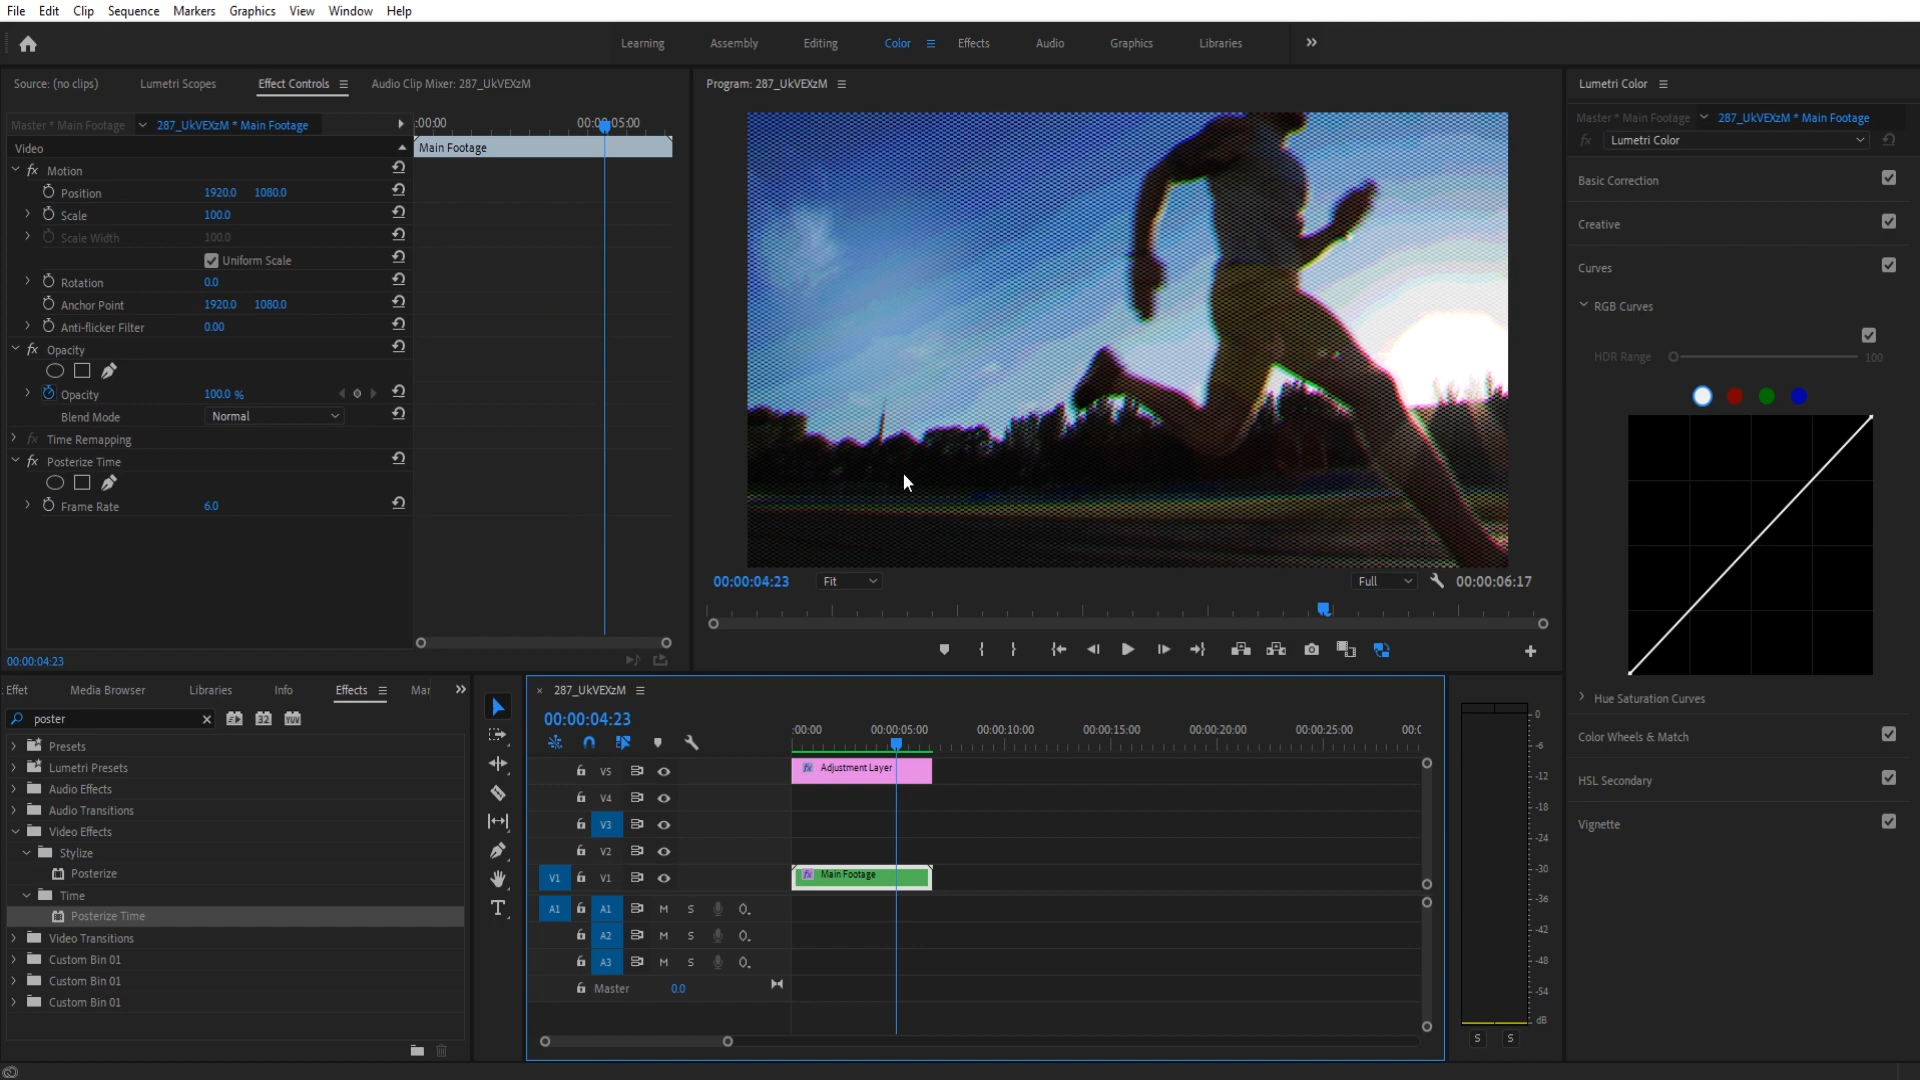 File Edit Clip Sequence Markers Graphics View Window Help
Learning Assembly Editing Color Effects Audio Graphics Libraries
Source: (no clips) Lumetri Scopes Effect Controls Audio Clip Mixer: 287_UkVEXzM
Master * Main Footage 287_UkVEXzM * Main Footage
:00:00 00:00:05:00
Video
Main Footage
Motion
Position 1920.0 1080.0
Scale 100.0
Scale Width 100.0
Uniform Scale
Rotation 0.0
Anchor Point 1920.0 1080.0
Anti-flicker Filter 0.00
Opacity
Opacity 100.0 %
Blend Mode Normal
Time Remapping
Posterize Time
Frame Rate 6.0
00:00:04:23
Program: 287_UkVEXzM
00:00:04:23 Fit Full 00:00:06:17
Lumetri Color
Master * Main Footage 287_UkVEXzM * Main Footage
fx Lumetri Color
Basic Correction
Creative
Curves
RGB Curves
HDR Range 100
Hue Saturation Curves
Color Wheels & Match
HSL Secondary
Vignette
: Effet Media Browser Libraries Info Effects Mar
poster 32 YUV
Presets
Lumetri Presets
Audio Effects
Audio Transitions
Video Effects
Stylize
Posterize
Time
Posterize Time
Video Transitions
Custom Bin 01
Custom Bin 01
Custom Bin 01
× 287_UkVEXzM
00:00:04:23
:00:00 00:00:05:00 00:00:10:00 00:00:15:00 00:00:20:00 00:00:25:00 00:0
V5 fx Adjustment Layer
V4
V3
V2
V1 V1 fx Main Footage
A1 A1 M S
A2 M S
A3 M S
Master 0.0
0
-6
-12
-18
-24
-30
-36
-42
-48
-54
dB
S S